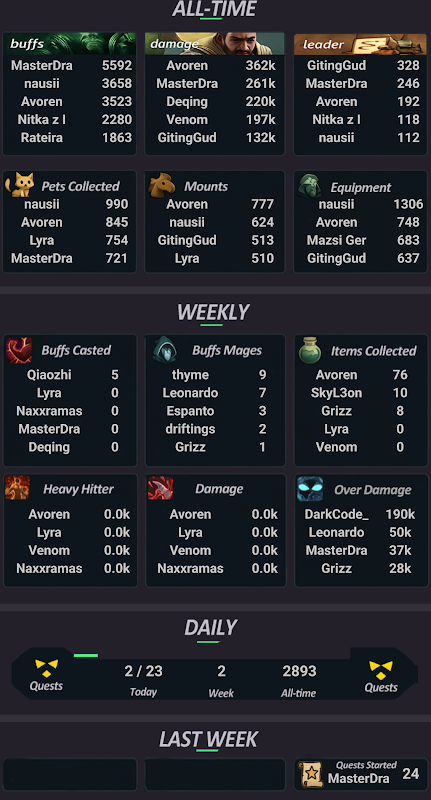 ALL-TIME
buffs
MasterDra 5592
nausii 3658
Avoren 3523
Nitka z l 2280
Rateira 1863
damage
Avoren 362k
MasterDra 261k
Deqing 220k
Venom 197k
GitingGud 132k
leader
GitingGud 328
MasterDra 246
Avoren 192
Nitka z l 118
nausii 112
Pets Collected
nausii 990
Avoren 845
Lyra 754
MasterDra 721
Mounts
Avoren 777
nausii 624
GitingGud 513
Lyra 510
Equipment
nausii 1306
Avoren 748
Mazsi Ger 683
GitingGud 637
WEEKLY
Buffs Casted
Qiaozhi 5
Lyra 0
Naxxramas 0
MasterDra 0
Deqing 0
Buffs Mages
thyme 9
Leonardo 7
Espanto 3
driftings 2
Grizz 1
Items Collected
Avoren 76
SkyL3on 10
Grizz 8
Lyra 0
Venom 0
Heavy Hitter
Avoren 0.0k
Lyra 0.0k
Venom 0.0k
Naxxramas 0.0k
Damage
Avoren 0.0k
Lyra 0.0k
Venom 0.0k
Naxxramas 0.0k
Over Damage
DarkCode_ 190k
Leonardo 50k
MasterDra 37k
Grizz 28k
DAILY
Quests
2 / 23
Today
2
Week
2893
All-time
Quests
LAST WEEK
Quests Started
MasterDra 24